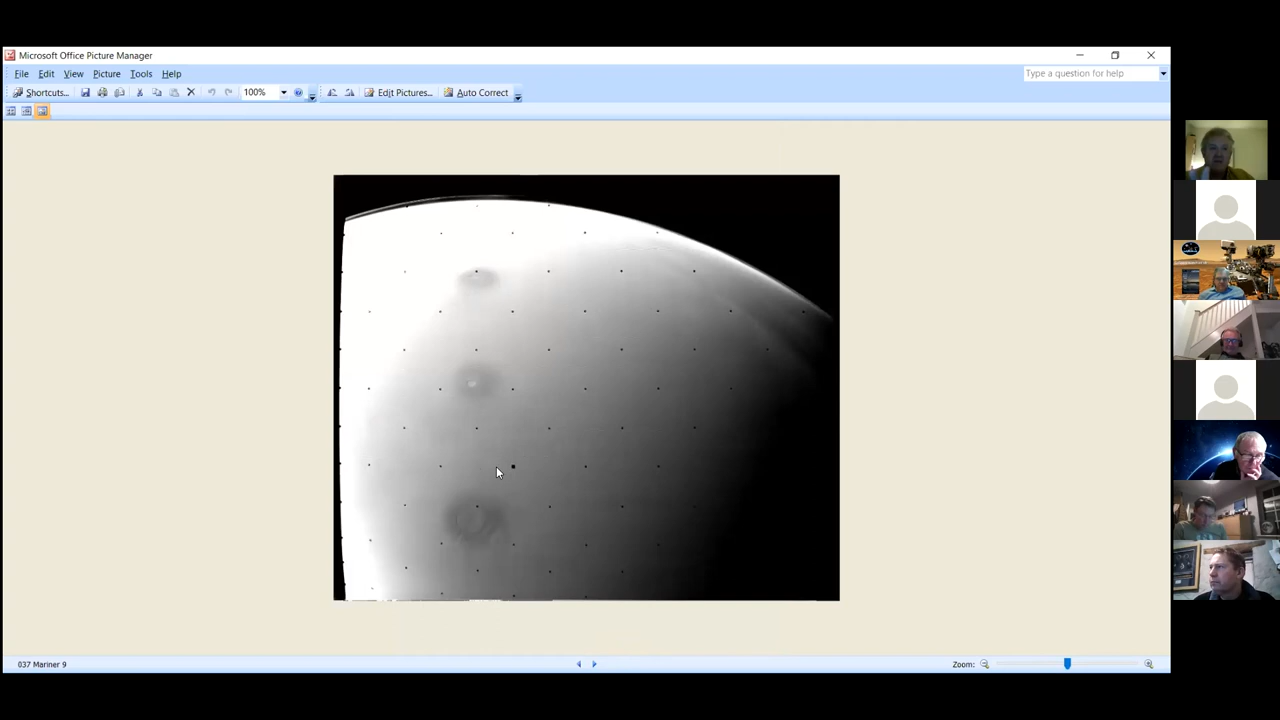 Microsoft Office Picture Manager
File Edit View Picture Tools Help
Type a question for help
Shortcuts... 100% Edit Pictures... Auto Correct
037 Mariner 9
Zoom: